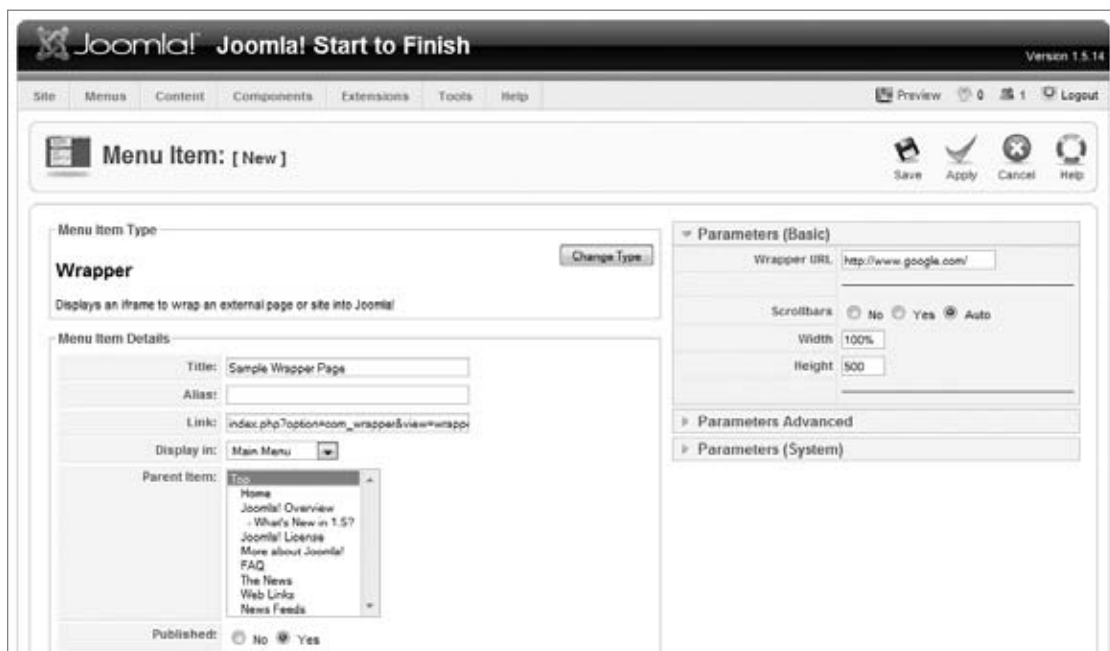 Joomla! Joomla! Start to Finish
Version 1.5.14
Site Menus Content Components Extensions Tools Help
Preview 0 1 Logout
Menu Item: [ New ]
Save Apply Cancel Help
Menu Item Type
Change Type
Wrapper
Displays an iframe to wrap an external page or site into Joomla!
Menu Item Details
Title: Sample Wrapper Page
Alias:
Link: index.php?option=com_wrapper&view=wrappe
Display in: Main Menu
Parent Item: Top
Home
Joomla! Overview
- What's New in 1.5?
Joomla! License
More about Joomla!
FAQ
The News
Web Links
News Feeds
Published: No Yes
Parameters (Basic)
Wrapper URL http://www.google.com/
Scrollbars No Yes Auto
Width 100%
Height 500
Parameters Advanced
Parameters (System)